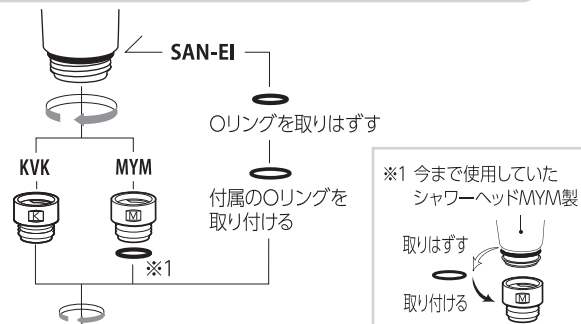 SAN-EI
Oリングを取りはずす
KVK
MYM
K
M
付属のOリングを
取り付ける
※1
※1 今まで使用していた
シャワーヘッドMYM製
取りはずす
取り付ける
M